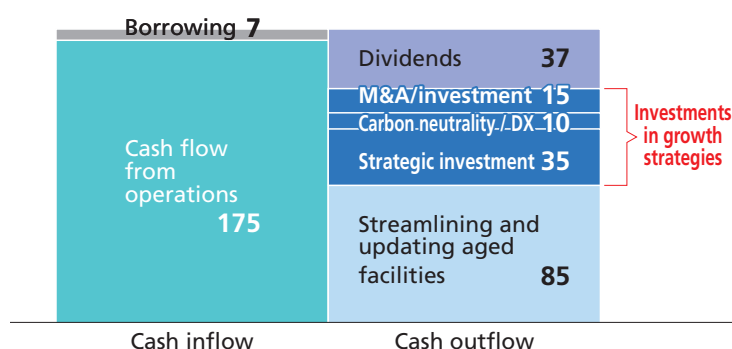 Borrowing 7
Cash flow
from
operations
175
Dividends 37
M&A/investment 15
Carbon neutrality / DX 10
Strategic investment 35
Streamlining and
updating aged
facilities 85
Investments
in growth
strategies
Cash inflow
Cash outflow